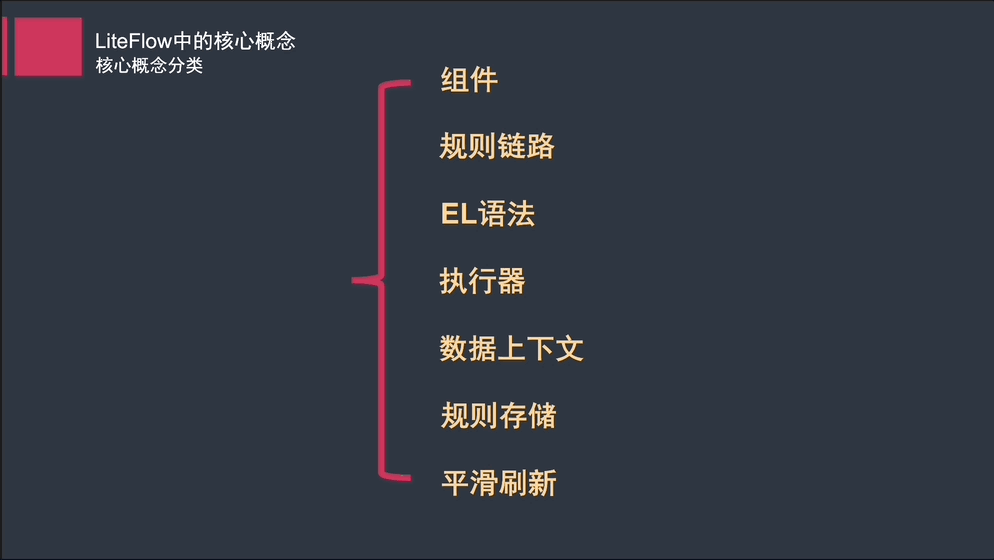 LiteFlow中的核心概念
核心概念分类
组件
规则链路
EL语法
执行器
数据上下文
规则存储
平滑刷新